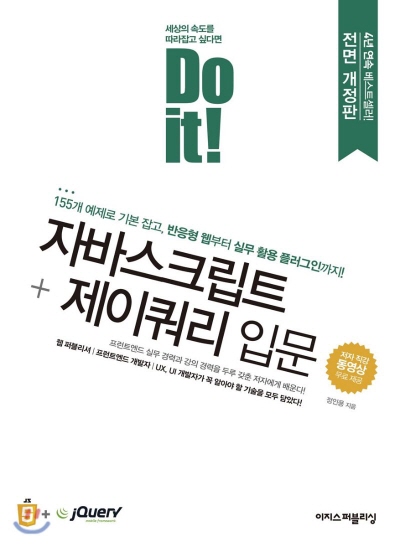 세상의 속도를
따라잡고 싶다면
Do
it!
4년 연속 베스트셀러!
전면 개정판
155개 예제로 기본 잡고, 반응형 웹부터 실무 활용 플러그인까지!
자바스크립트
+ 제이쿼리 입문
프런트엔드 실무 경력과 강의 경력을 두루 갖춘 저자에게 배운다!
웹 퍼블리셔 | 프런트엔드 개발자 | UX, UI 개발자가 꼭 알아야 할 기술을 모두 담았다!
저자 직강
동영상
무료 제공
정인용 지음
JS
+
jQuery
이지스 퍼블리싱